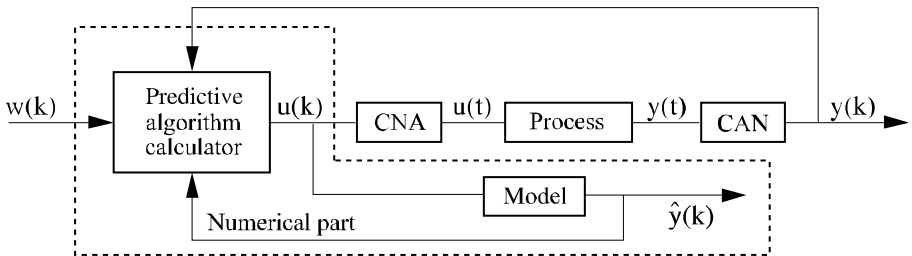 w(k)
Predictive
algorithm
calculator
u(k)
CNA
u(t)
Process
y(t)
CAN
y(k)
Model
ŷ(k)
Numerical part